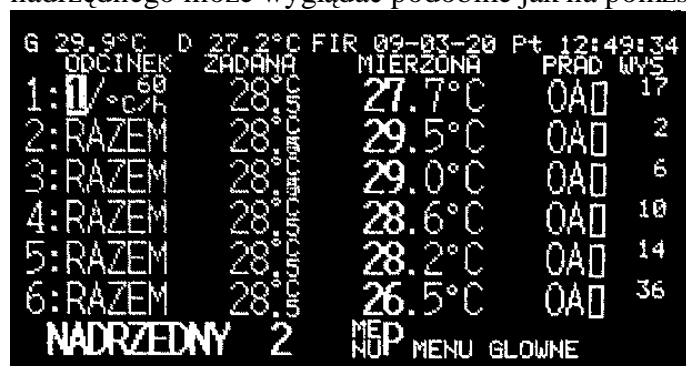 nadrzędnego może wyglądać podobnie jak na poniżs
G 29.9°C D 27.2°C FIR 09-03-20 Pt 12:49:34
ODCINEK ZADANA MIERZONA PRAD WYS
1:1/ 60 °C/h 28°C 27.7°C 0A 17
2:RAZEM 28°C 29.5°C 0A 2
3:RAZEM 28°C 29.0°C 0A 6
4:RAZEM 28°C 28.6°C 0A 10
5:RAZEM 28°C 28.2°C 0A 14
6:RAZEM 28°C 26.5°C 0A 36
NADRZEDNY 2 MENU P MENU GLOWNE